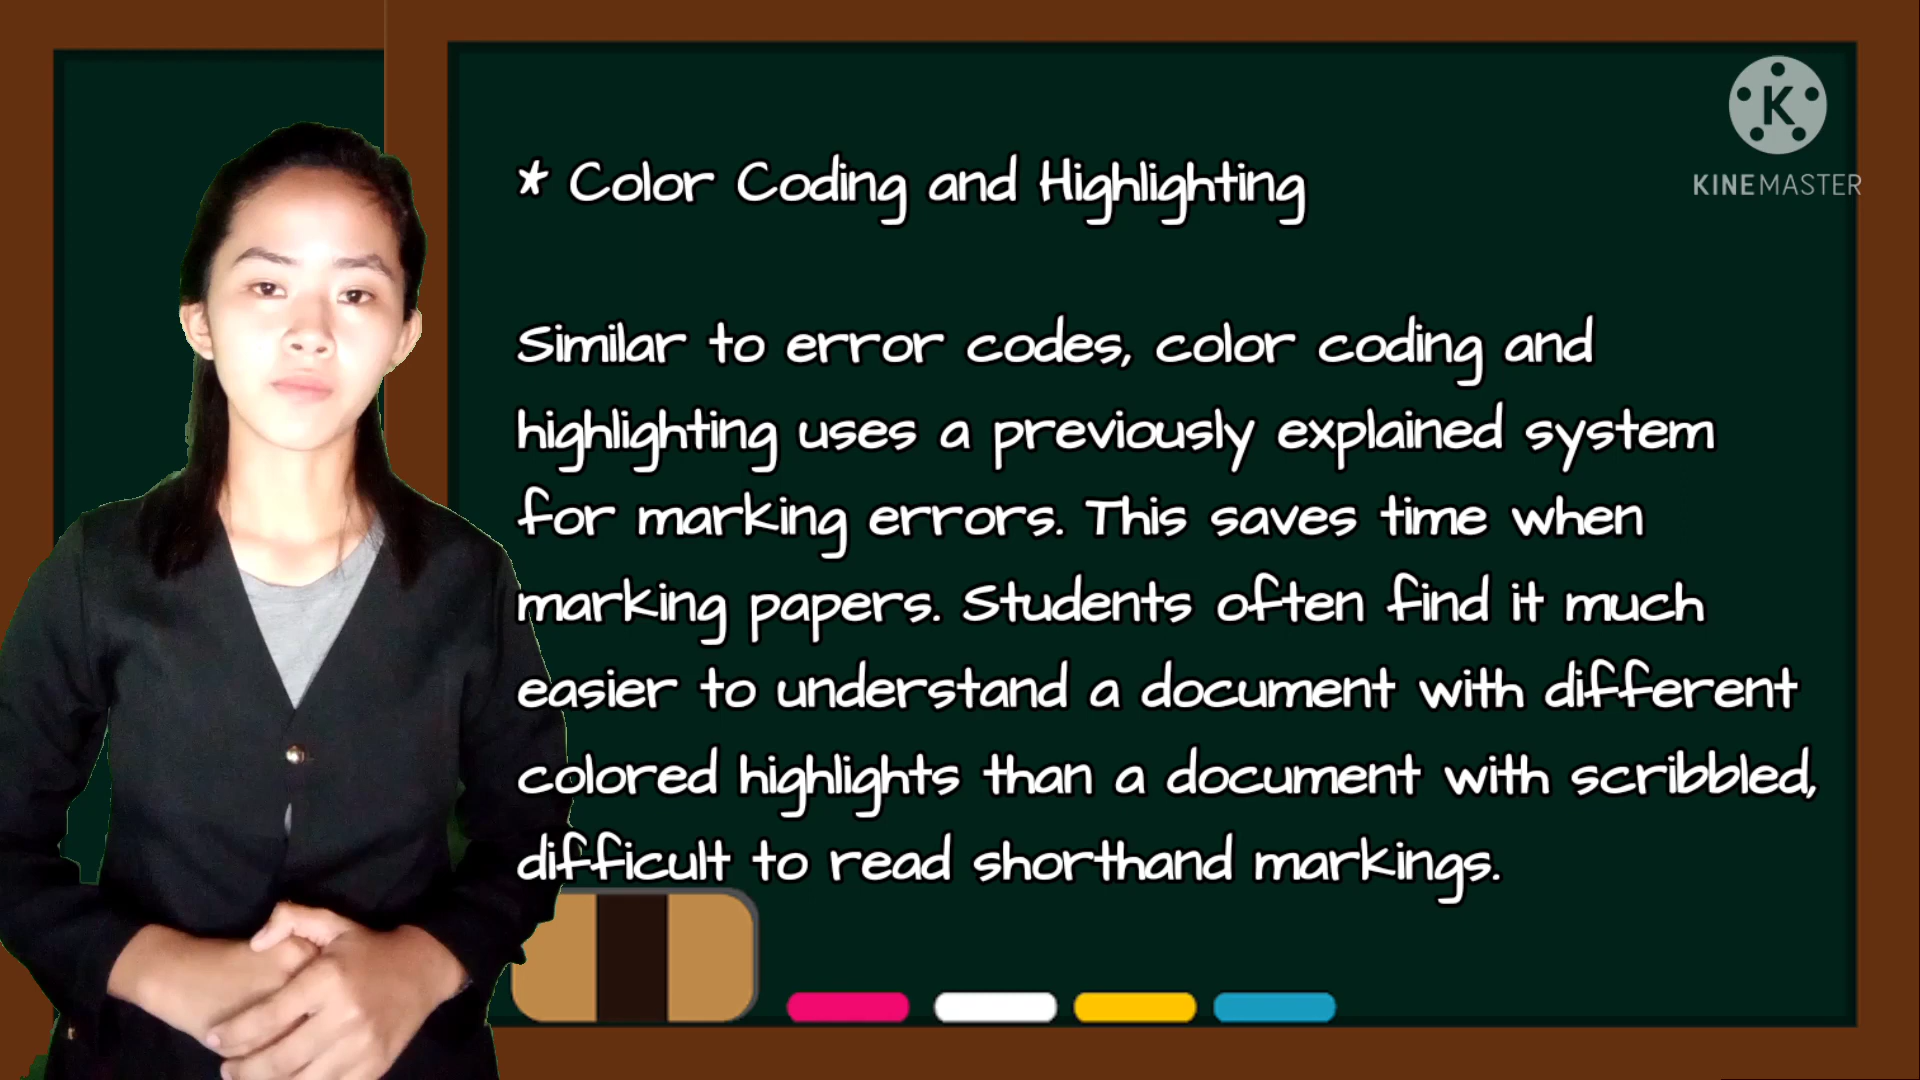 * Color Coding and Highlighting
Similar to error codes, color coding and
highlighting uses a previously explained system
for marking errors. This saves time when
marking papers. Students often find it much
easier to understand a document with different
colored highlights than a document with scribbled,
difficult to read shorthand markings.
K
KINEMASTER